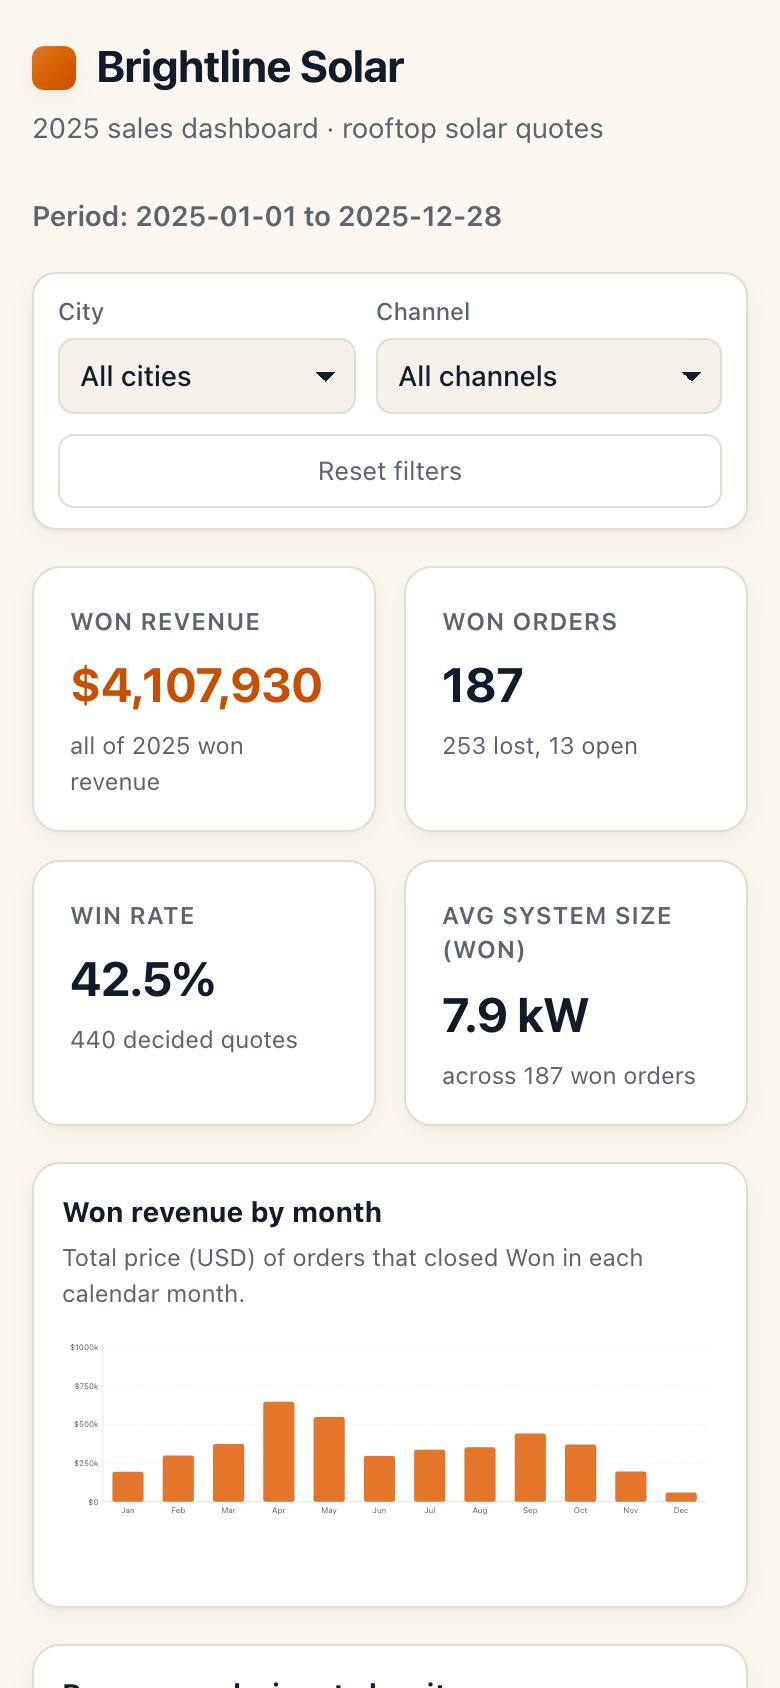 Brightline Solar
2025 sales dashboard · rooftop solar quotes
Period: 2025-01-01 to 2025-12-28
City
Channel
All cities
All channels
Reset filters
WON REVENUE
$4,107,930
all of 2025 won
revenue
WON ORDERS
187
253 lost, 13 open
WIN RATE
42.5%
440 decided quotes
AVG SYSTEM SIZE
(WON)
7.9 kW
across 187 won orders
Won revenue by month
Total price (USD) of orders that closed Won in each
calendar month.
$1000k
$750k
$500k
$250k
$0
Jan Feb Mar Apr May Jun Jul Aug Sep Oct Nov Dec